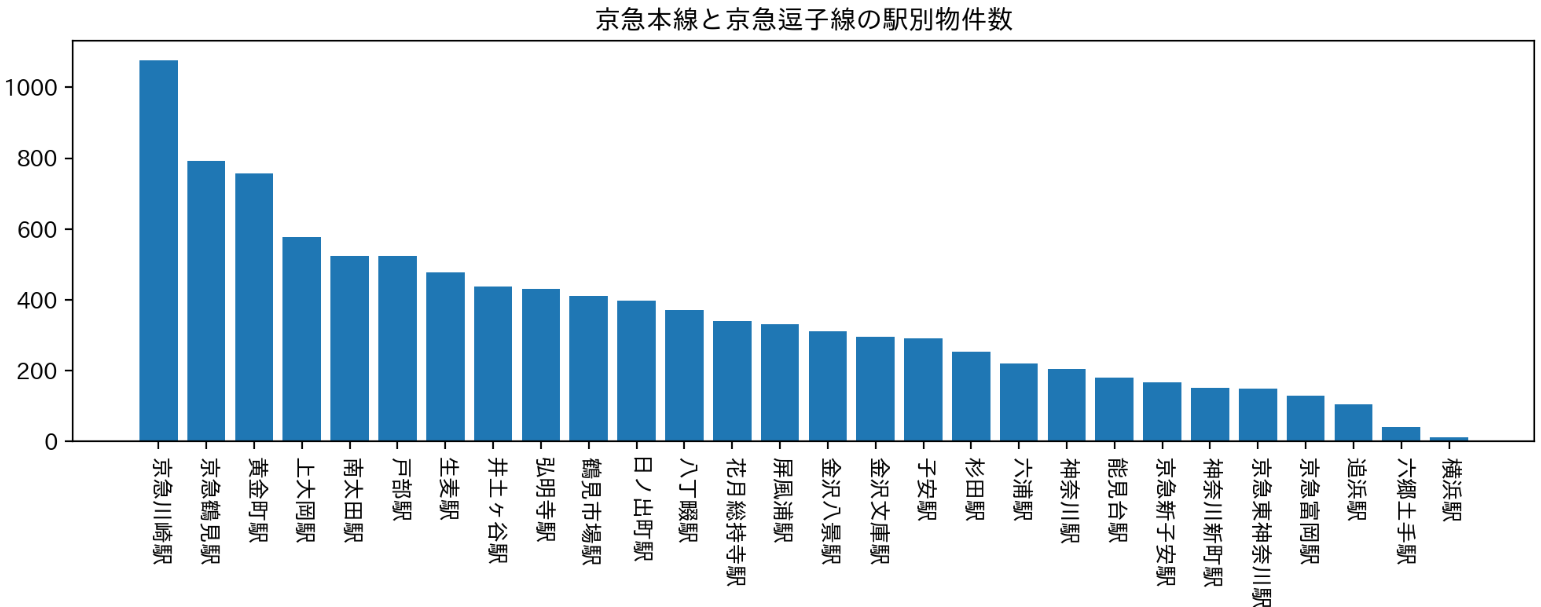 京急本線と京急逗子線の駅別物件数
1000
800
600
400
200
0
京急川崎駅
京急鶴見駅
黄金町駅
上大岡駅
南太田駅
戸部駅
生麦駅
井土ヶ谷駅
弘明寺駅
鶴見市場駅
日ノ出町駅
八丁畷駅
花月総持寺駅
屏風浦駅
金沢八景駅
金沢文庫駅
子安駅
杉田駅
六浦駅
神奈川駅
能見台駅
京急新子安駅
神奈川新町駅
京急東神奈川駅
京急富岡駅
追浜駅
六郷土手駅
横浜駅